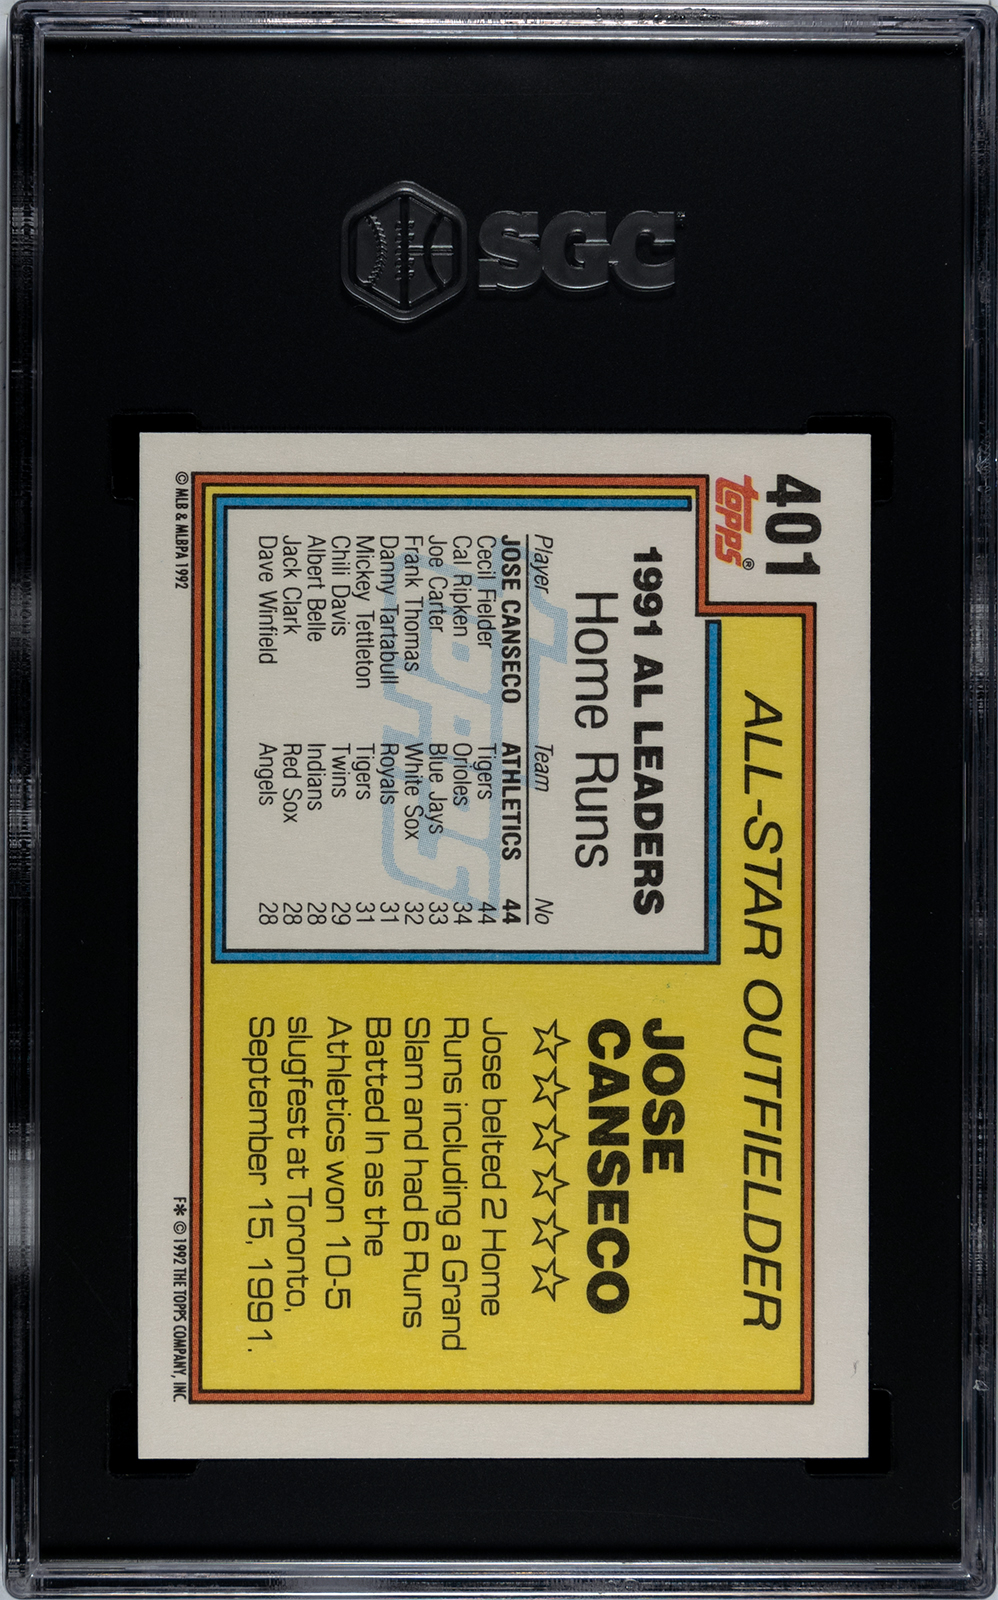 SGC
401
topps®
ALL-STAR OUTFIELDER
1991 AL LEADERS
Home Runs
Player Team No
JOSE CANSECO ATHLETICS 44
Cecil Fielder Tigers 44
Cal Ripken Orioles 34
Joe Carter Blue Jays 33
Frank Thomas White Sox 32
Danny Tartabull Royals 31
Mickey Tettleton Tigers 31
Chili Davis Twins 29
Albert Belle Indians 28
Jack Clark Red Sox 28
Dave Winfield Angels 28
topps
JOSE
CANSECO
☆☆☆☆☆
Jose belted 2 Home
Runs including a Grand
Slam and had 6 Runs
Batted In as the
Athletics won 10-5
slugfest at Toronto,
September 15, 1991.
© MLB & MLBPA 1992
F* © 1992 THE TOPPS COMPANY, INC.